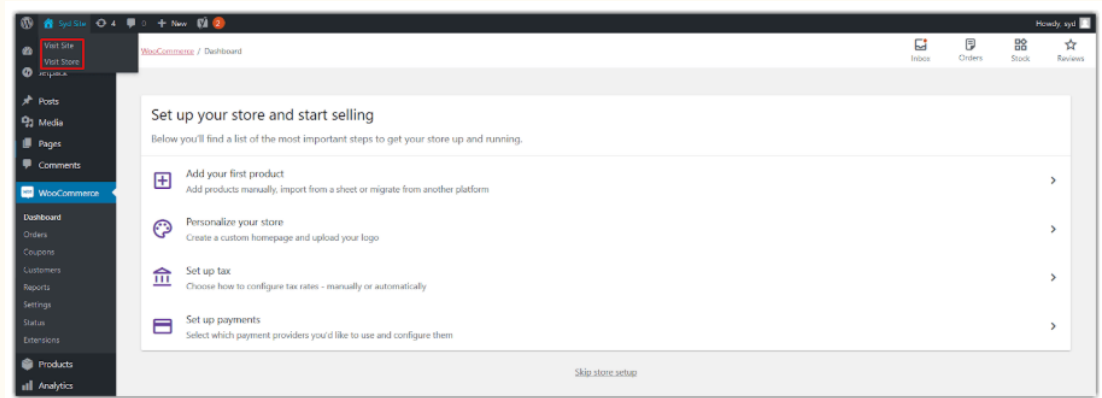 Syd Site 4 0 + New 2 Howdy, syd
Visit Site
Visit Store
Jetpack
Posts
Media
Pages
Comments
WooCommerce
Dashboard
Orders
Coupons
Customers
Reports
Settings
Status
Extensions
Products
Analytics
WooCommerce / Dashboard
Inbox Orders Stock Reviews
Set up your store and start selling
Below you'll find a list of the most important steps to get your store up and running.
Add your first product
Add products manually, import from a sheet or migrate from another platform
Personalize your store
Create a custom homepage and upload your logo
Set up tax
Choose how to configure tax rates - manually or automatically
Set up payments
Select which payment providers you'd like to use and configure them
Skip store setup